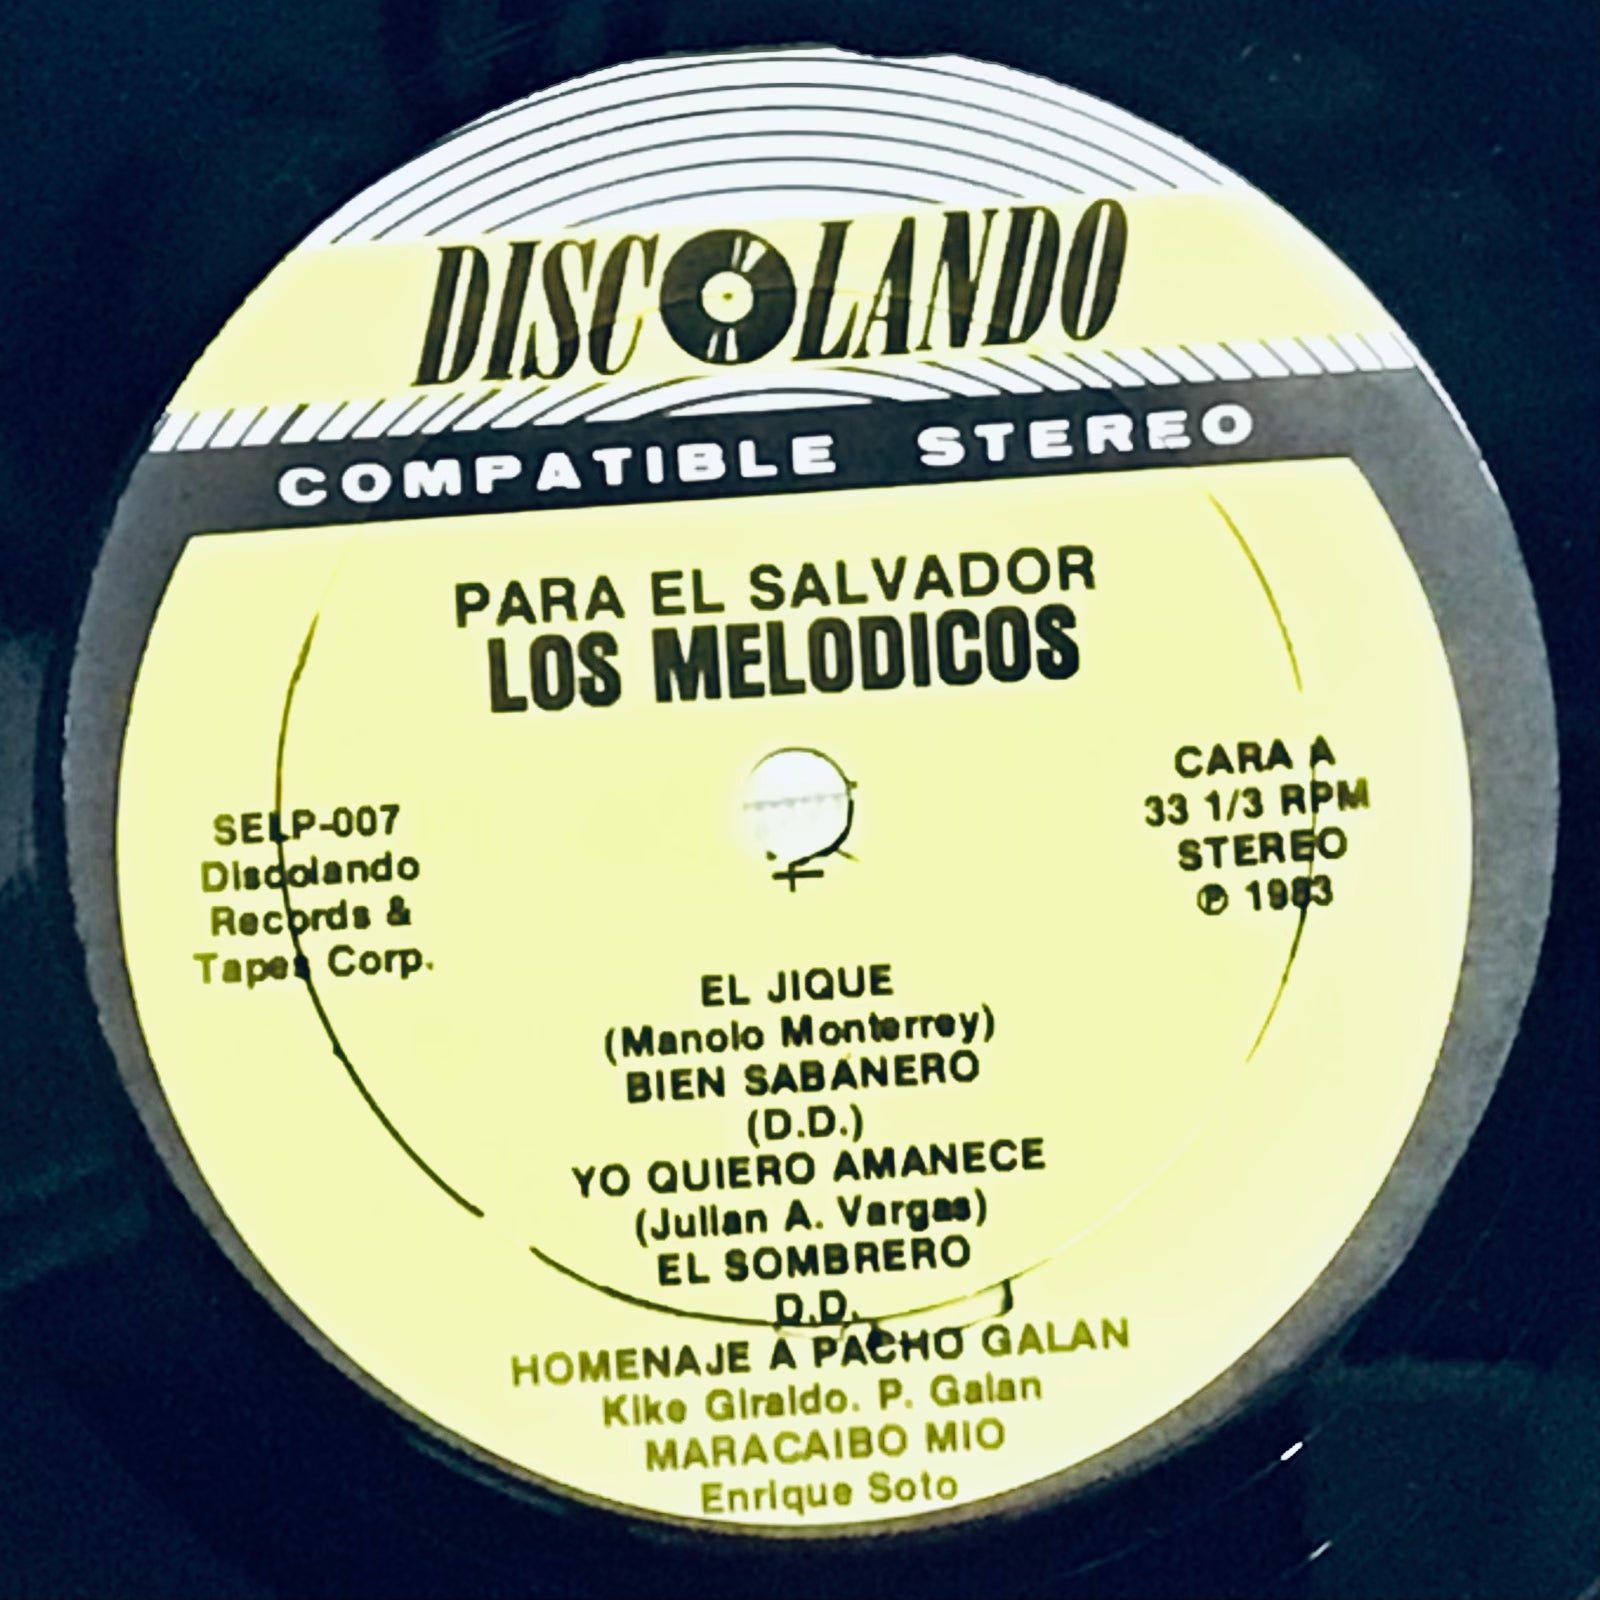 DISCOLANDO
COMPATIBLE STEREO
PARA EL SALVADOR
LOS MELODICOS
SELP-007
Discolando
Records &
Tapes Corp.
CARA A
33 1/3 RPM
STEREO
℗ 1983
EL JIQUE
(Manolo Monterrey)
BIEN SABANERO
(D.D.)
YO QUIERO AMANECE
(Julian A. Vargas)
EL SOMBRERO
D.D.
HOMENAJE A PACHO GALAN
Kike Giraldo. P. Galan
MARACAIBO MIO
Enrique Soto